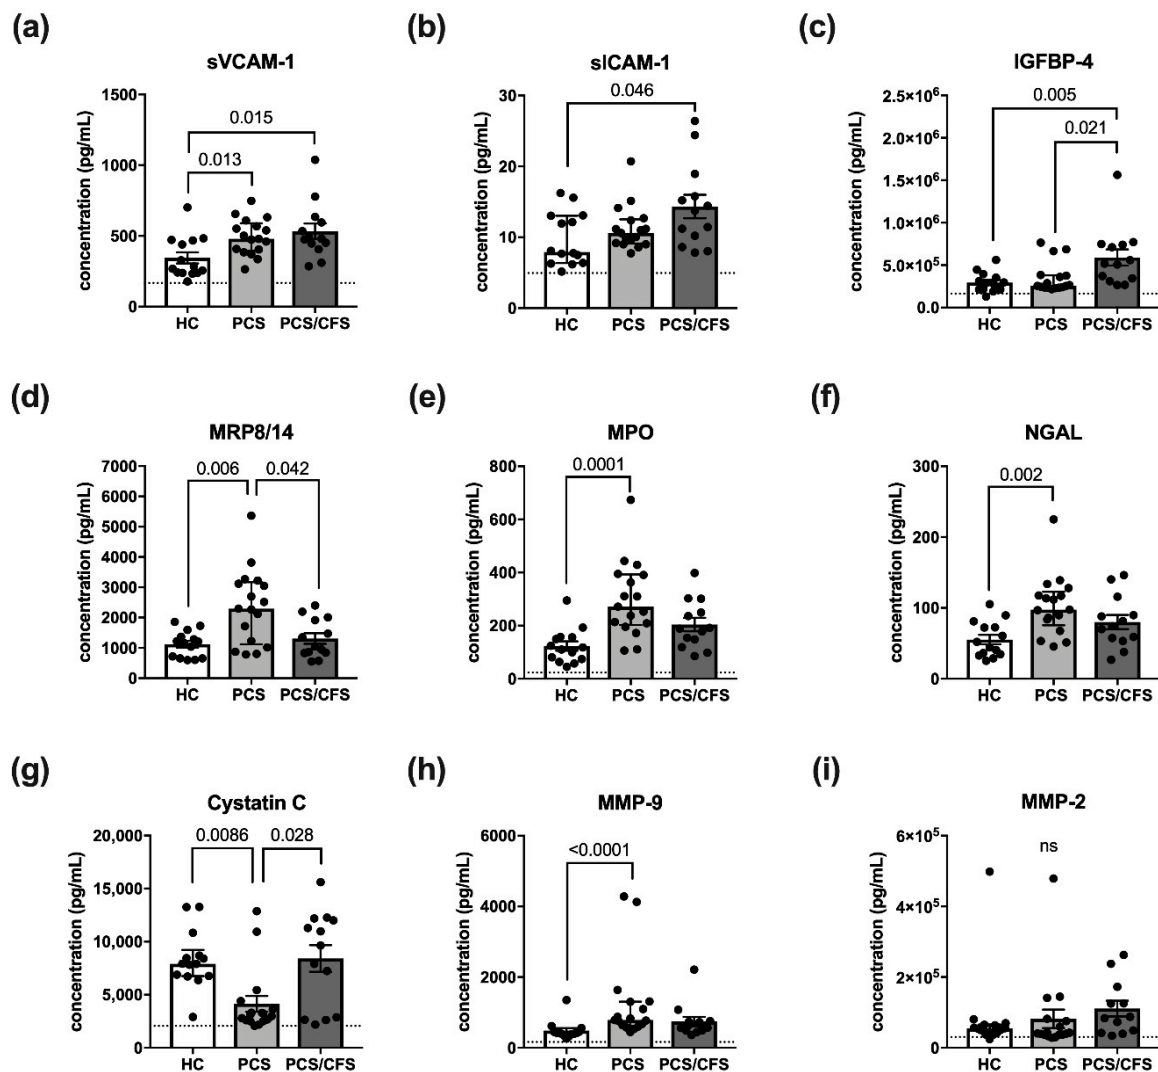 (a)
sVCAM-1
concentration (pg/mL)
1500
1000
500
0
0.015
0.013
HC PCS PCS/CFS
(b)
sICAM-1
concentration (pg/mL)
30
20
10
0
0.046
HC PCS PCS/CFS
(c)
IGFBP-4
concentration (pg/mL)
2.5×10⁶
2.0×10⁶
1.5×10⁶
1.0×10⁶
5.0×10⁵
0.0
0.005
0.021
HC PCS PCS/CFS
(d)
MRP8/14
concentration (pg/mL)
7000
6000
5000
4000
3000
2000
1000
0
0.006 0.042
HC PCS PCS/CFS
(e)
MPO
concentration (pg/mL)
800
600
400
200
0
0.0001
HC PCS PCS/CFS
(f)
NGAL
concentration (pg/mL)
300
200
100
0
0.002
HC PCS PCS/CFS
(g)
Cystatin C
concentration (pg/mL)
20,000
15,000
10,000
5,000
0
0.0086 0.028
HC PCS PCS/CFS
(h)
MMP-9
concentration (pg/mL)
6000
4000
2000
0
<0.0001
HC PCS PCS/CFS
(i)
MMP-2
concentration (pg/mL)
6×10⁵
4×10⁵
2×10⁵
0
ns
HC PCS PCS/CFS